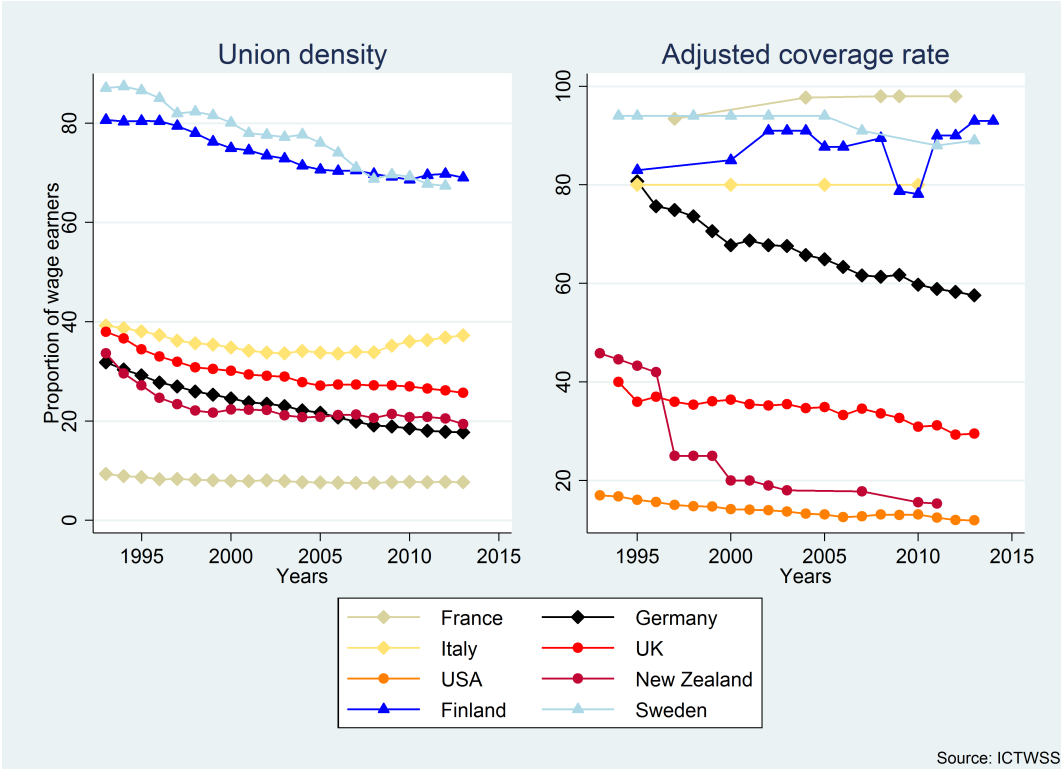 Union density
Adjusted coverage rate
Proportion of wage earners
80
60
40
20
0
100
80
60
40
20
1995 2000 2005 2010 2015
1995 2000 2005 2010 2015
Years
Years
France Germany
Italy UK
USA New Zealand
Finland Sweden
Source: ICTWSS